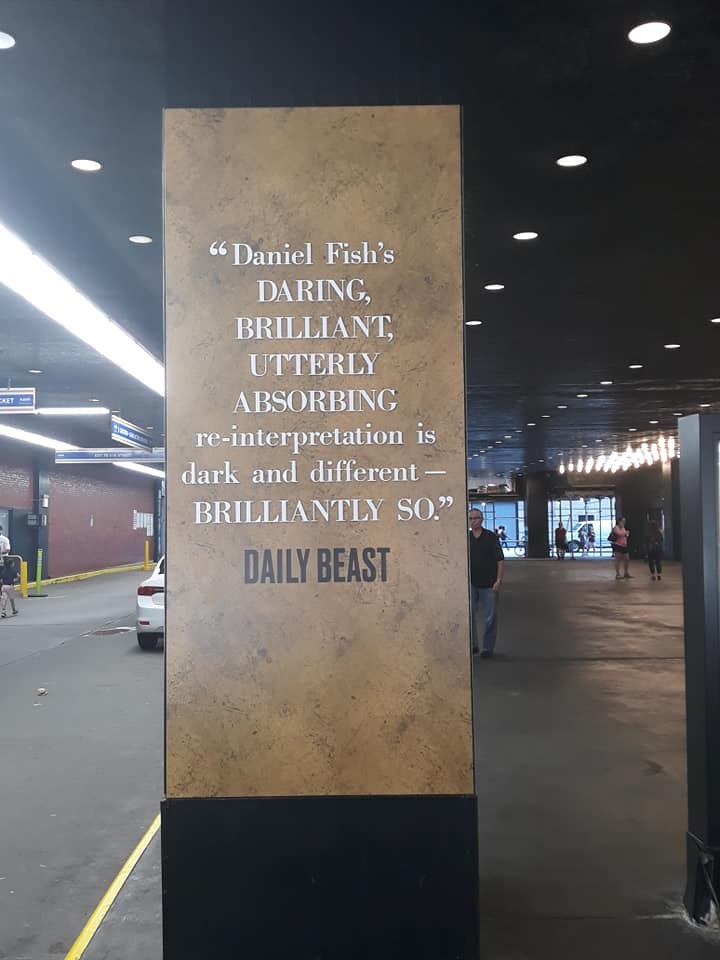 “Daniel Fish’s
DARING,
BRILLIANT,
UTTERLY
ABSORBING
re-interpretation is
dark and different —
BRILLIANTLY SO.”
DAILY BEAST